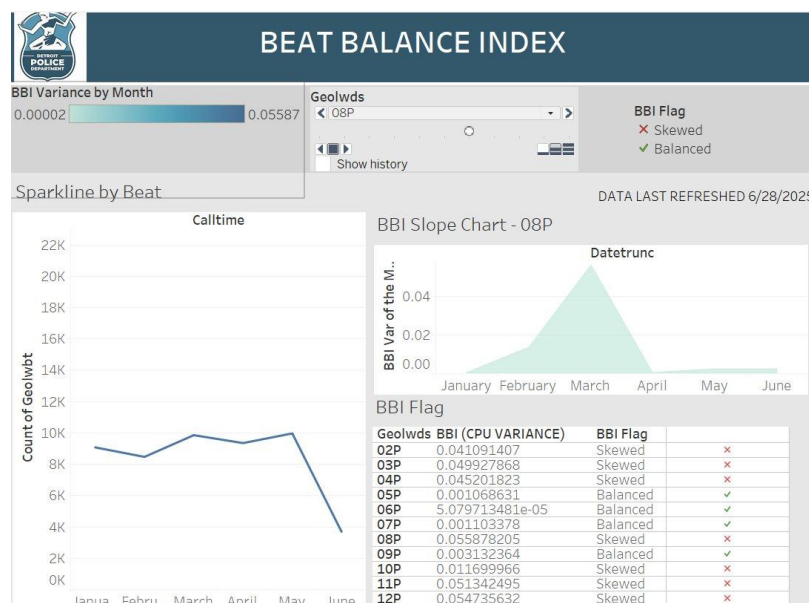 DETROIT
POLICE
DEPARTMENT
BEAT BALANCE INDEX
BBI Variance by Month
0.00002 0.05587
Geolwds
08P
Show history
BBI Flag
Skewed
Balanced
Sparkline by Beat
DATA LAST REFRESHED 6/28/2025
Calltime
22K
20K
18K
16K
14K
12K
10K
8K
6K
4K
2K
0K
Count of Geolwbt
Janua Febru March April May June
BBI Slope Chart - 08P
Datetrunc
BBI Var of the M..
0.04
0.02
0.00
January February March April May June
BBI Flag
Geolwds BBI (CPU VARIANCE) BBI Flag
02P 0.041091407 Skewed
03P 0.049927868 Skewed
04P 0.045201823 Skewed
05P 0.001068631 Balanced
06P 5.079713481e-05 Balanced
07P 0.001103378 Balanced
08P 0.055878205 Skewed
09P 0.003132364 Balanced
10P 0.011699966 Skewed
11P 0.051342495 Skewed
12P 0.054735632 Skewed